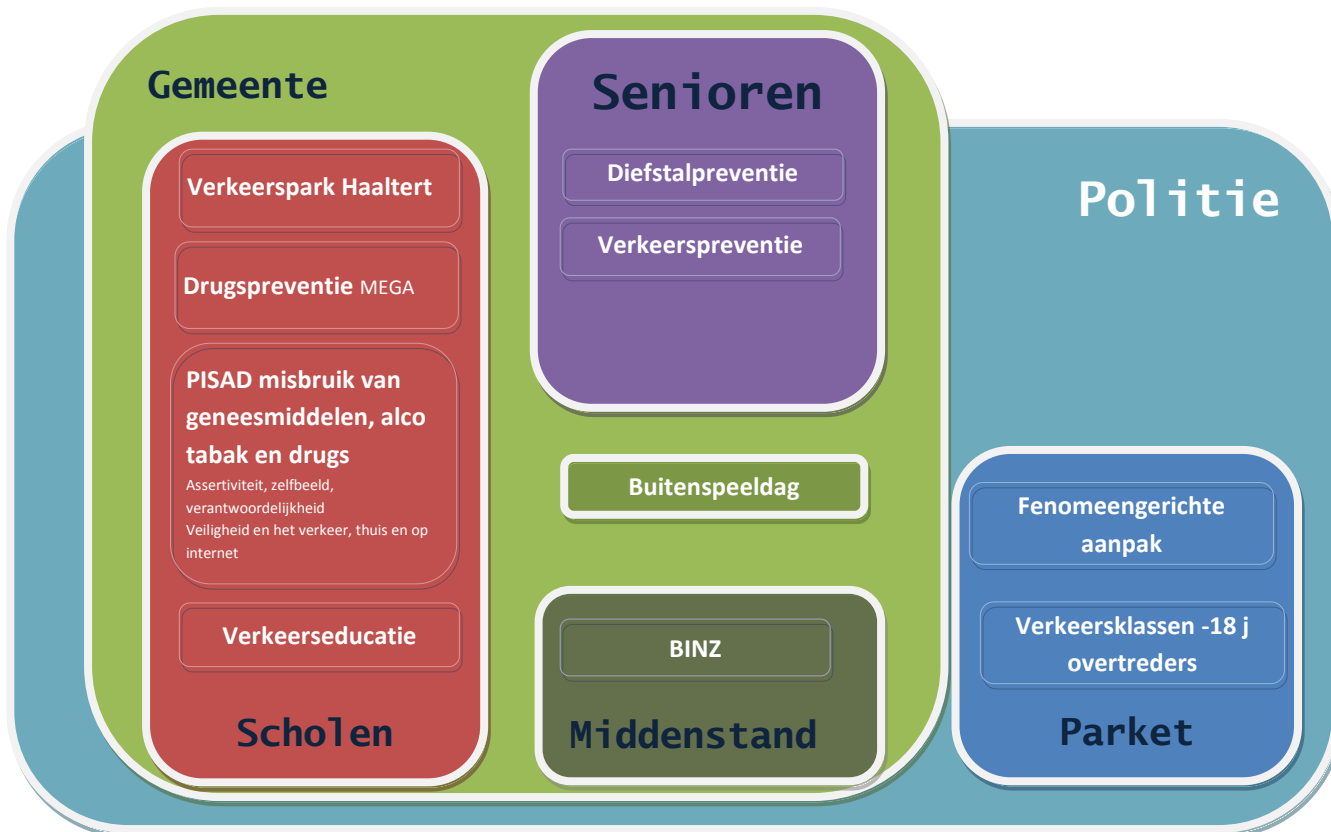 Gemeente
Verkeerspark Haaltert
Drugspreventie MEGA
PISAD misbruik van
geneesmiddelen, alco
tabak en drugs
Assertiviteit, zelfbeeld,
verantwoordelijkheid
Veiligheid en het verkeer, thuis en op
internet
Verkeerseducatie
Scholen
Senioren
Diefstalpreventie
Verkeerspreventie
Buitenspeeldag
BINZ
Middenstand
Politie
Fenomeengerichte
aanpak
Verkeersklassen -18 j
overtreders
Parket